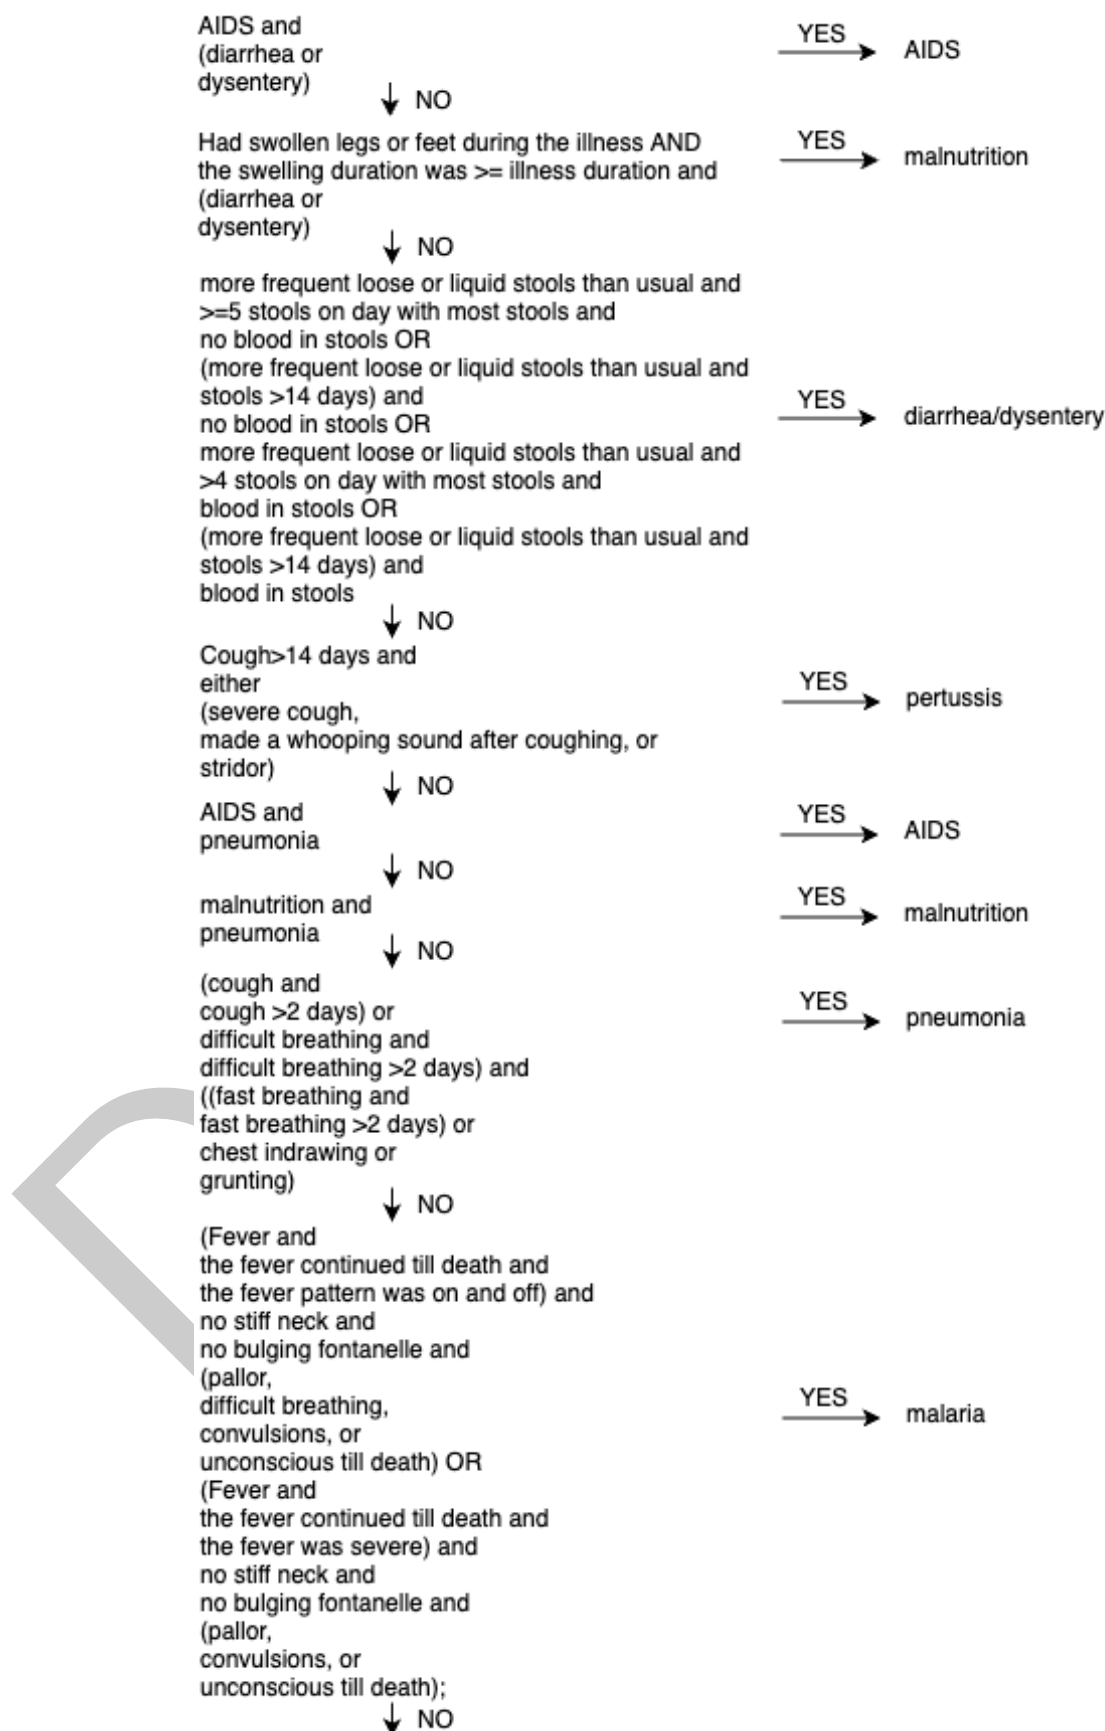 AIDS and
(diarrhea or
dysentery)
YES
AIDS
NO
Had swollen legs or feet during the illness AND
the swelling duration was >= illness duration and
(diarrhea or
dysentery)
YES
malnutrition
NO
more frequent loose or liquid stools than usual and
>=5 stools on day with most stools and
no blood in stools OR
(more frequent loose or liquid stools than usual and
stools >14 days) and
no blood in stools OR
more frequent loose or liquid stools than usual and
>4 stools on day with most stools and
blood in stools OR
(more frequent loose or liquid stools than usual and
stools >14 days) and
blood in stools
YES
diarrhea/dysentery
NO
Cough>14 days and
either
(severe cough,
made a whooping sound after coughing, or
stridor)
YES
pertussis
NO
AIDS and
pneumonia
YES
AIDS
NO
malnutrition and
pneumonia
YES
malnutrition
NO
(cough and
cough >2 days) or
difficult breathing and
difficult breathing >2 days) and
((fast breathing and
fast breathing >2 days) or
chest indrawing or
grunting)
YES
pneumonia
NO
(Fever and
the fever continued till death and
the fever pattern was on and off) and
no stiff neck and
no bulging fontanelle and
(pallor,
difficult breathing,
convulsions, or
unconscious till death) OR
(Fever and
the fever continued till death and
the fever was severe) and
no stiff neck and
no bulging fontanelle and
(pallor,
convulsions, or
unconscious till death);
YES
malaria
NO